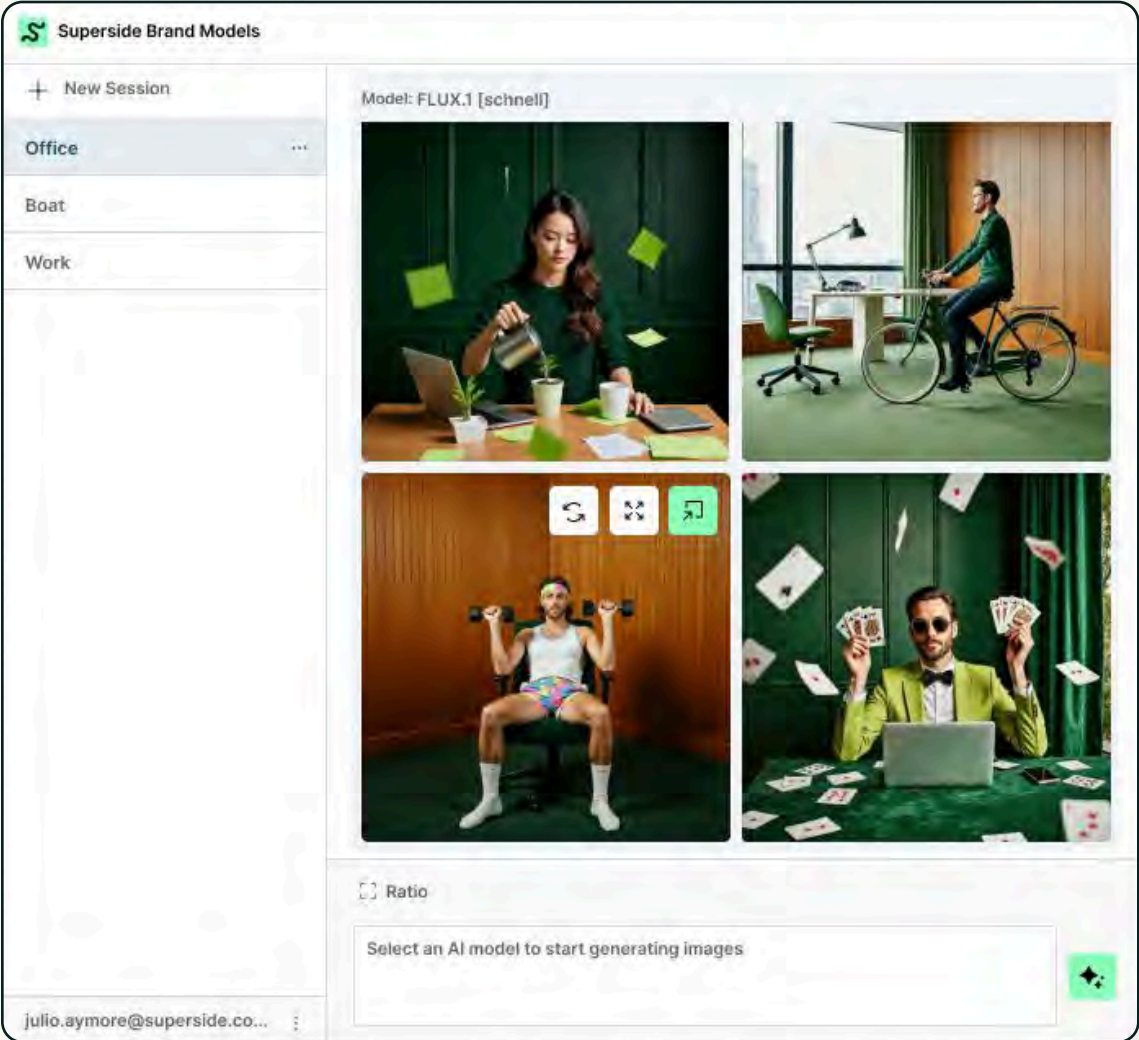 Superside Brand Models
New Session
Office
Boat
Work
Model: FLUX.1 [schnell]
Ratio
Select an AI model to start generating images
julio.aymore@superside.co...